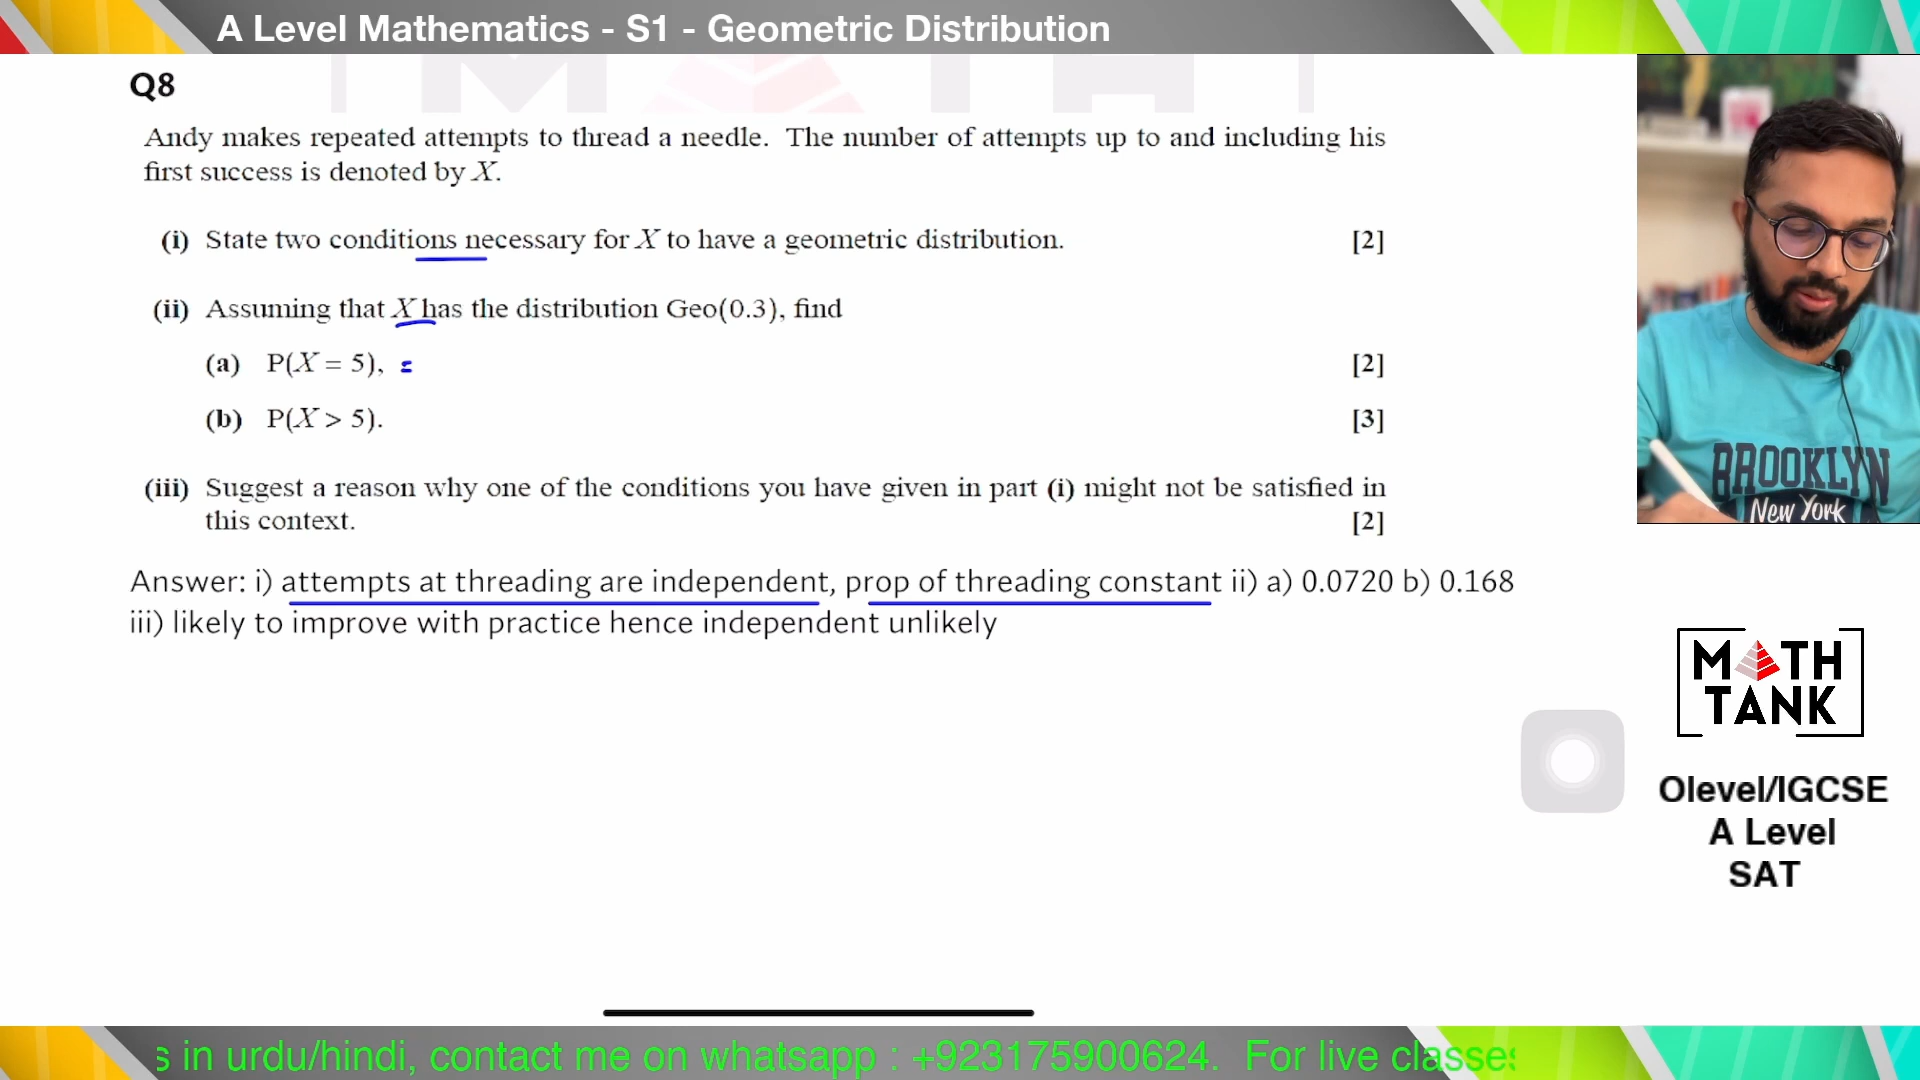 A Level Mathematics - S1 - Geometric Distribution
Q8
Andy makes repeated attempts to thread a needle. The number of attempts up to and including his
first success is denoted by X.
(i) State two conditions necessary for X to have a geometric distribution. [2]
(ii) Assuming that X has the distribution Geo(0.3), find
(a) P(X = 5), = [2]
(b) P(X > 5). [3]
(iii) Suggest a reason why one of the conditions you have given in part (i) might not be satisfied in
this context. [2]
Answer: i) attempts at threading are independent, prop of threading constant ii) a) 0.0720 b) 0.168
iii) likely to improve with practice hence independent unlikely
BROOKLYN
New York
MATH
TANK
Olevel/IGCSE
A Level
SAT
s in urdu/hindi, contact me on whatsapp : +923175900624. For live classes